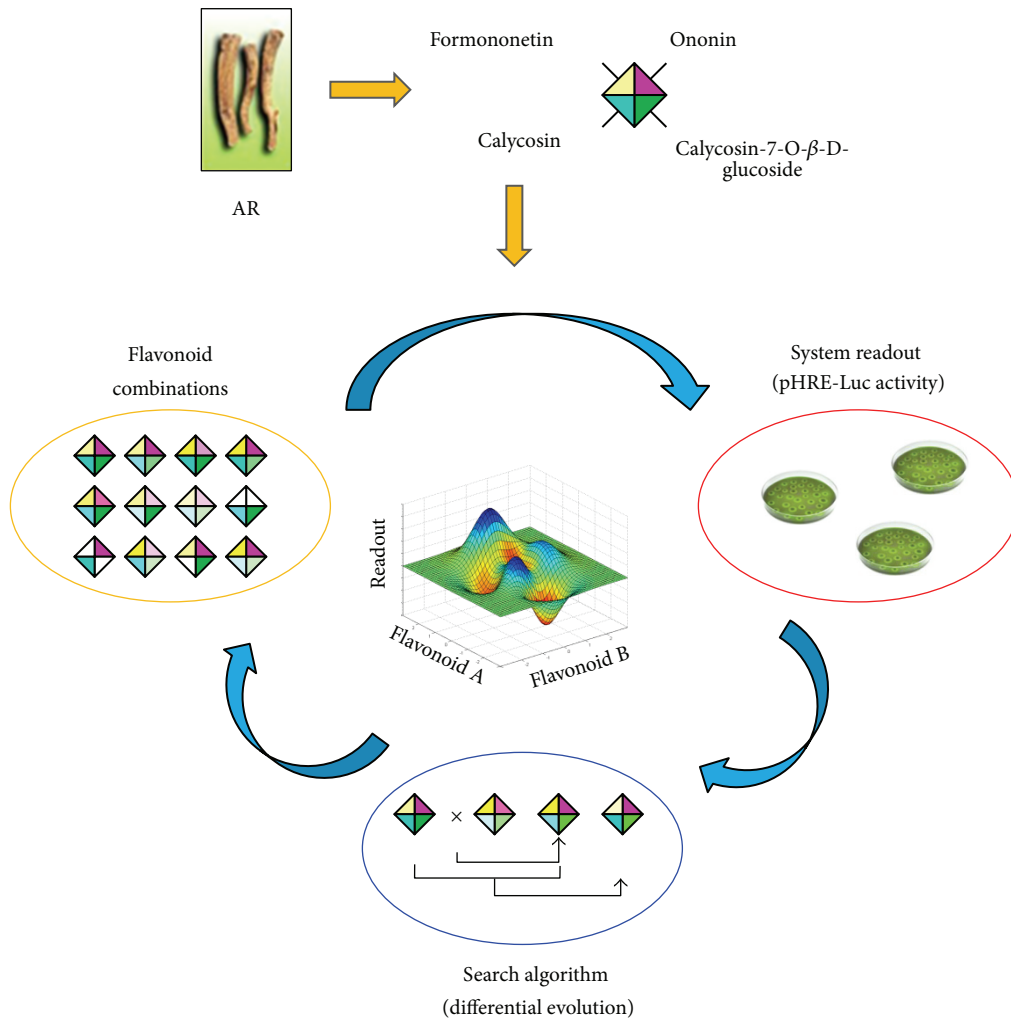 Formononetin
Ononin
Calycosin
Calycosin-7-O-β-D-
glucoside
AR
Flavonoid
combinations
System readout
(pHRE-Luc activity)
Readout
Flavonoid A
Flavonoid B
×
Search algorithm
(differential evolution)